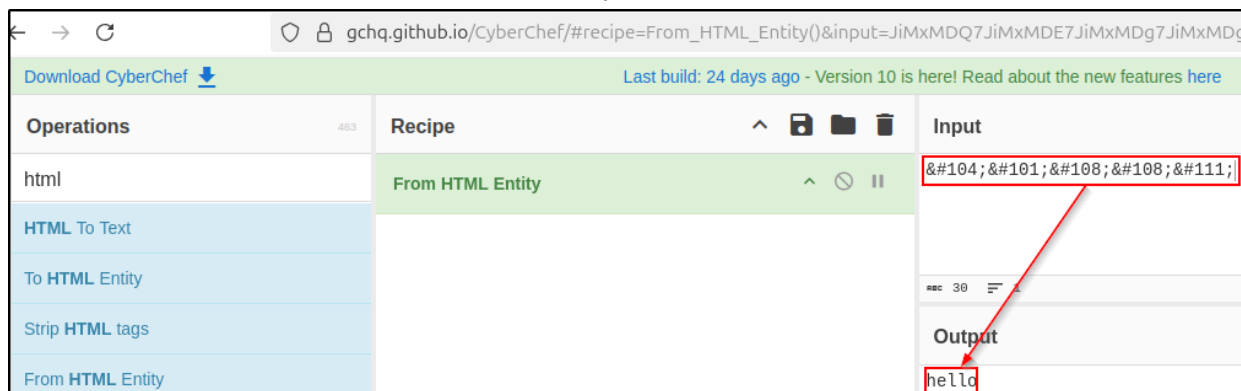 gchq.github.io/CyberChef/#recipe=From_HTML_Entity()&input=JiMxMDQ7JiMxMDE7JiMxMDg7JiMxMDg
Download CyberChef
Last build: 24 days ago - Version 10 is here! Read about the new features here
Operations 463
Recipe
Input
html
From HTML Entity
&#104;&#101;&#108;&#108;&#111;
HTML To Text
To HTML Entity
ABC 30 1
Strip HTML tags
Output
From HTML Entity
hello